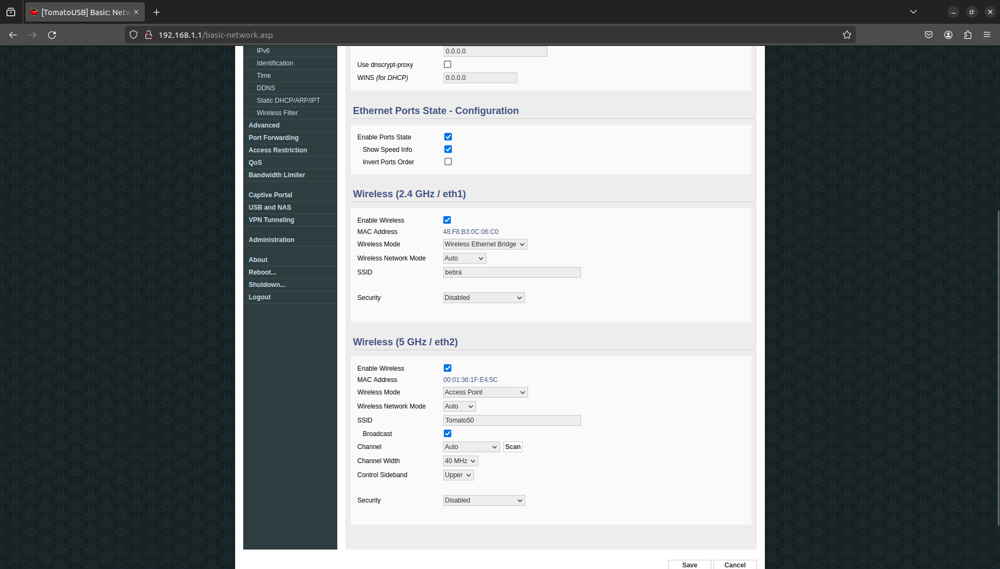 [TomatoUSB] Basic: Netw
192.168.1.1/basic-network.asp
IPv6
Identification
Time
DDNS
Static DHCP/ARP/IPT
Wireless Filter
Advanced
Port Forwarding
Access Restriction
QoS
Bandwidth Limiter
Captive Portal
USB and NAS
VPN Tunneling
Administration
About
Reboot...
Shutdown...
Logout
0.0.0.0
Use dnscrypt-proxy
WINS (for DHCP) 0.0.0.0
Ethernet Ports State - Configuration
Enable Ports State
Show Speed Info
Invert Ports Order
Wireless (2.4 GHz / eth1)
Enable Wireless
MAC Address 48:F8:B3:0C:06:C0
Wireless Mode Wireless Ethernet Bridge
Wireless Network Mode Auto
SSID bebra
Security Disabled
Wireless (5 GHz / eth2)
Enable Wireless
MAC Address 00:01:36:1F:E4:5C
Wireless Mode Access Point
Wireless Network Mode Auto
SSID Tomato50
Broadcast
Channel Auto Scan
Channel Width 40 MHz
Control Sideband Upper
Security Disabled
Save Cancel